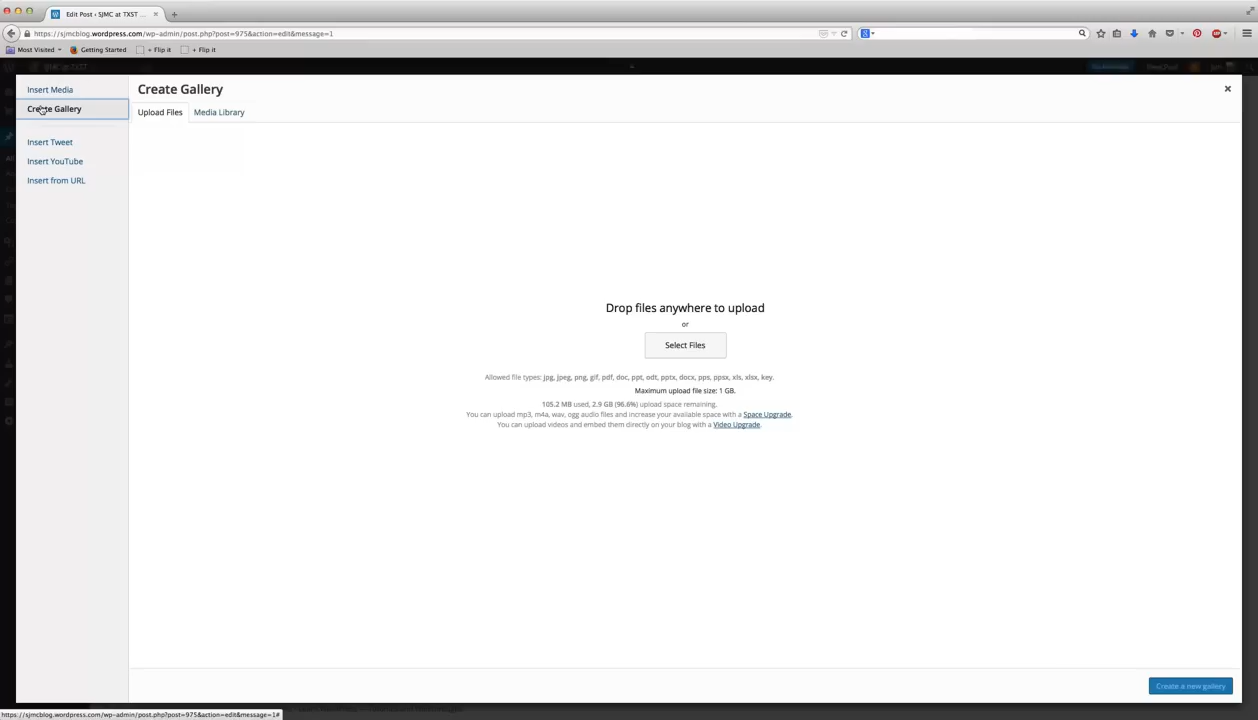 Edit Post ‹ SJMC at TXST ...
https://sjmcblog.wordpress.com/wp-admin/post.php?post=975&action=edit&message=1
Most Visited
Getting Started
+ Flip it
+ Flip it
Insert Media
Create Gallery
Insert Tweet
Insert YouTube
Insert from URL
Create Gallery
Upload Files
Media Library
Drop files anywhere to upload
or
Select Files
Allowed file types: jpg, jpeg, png, gif, pdf, doc, ppt, odt, pptx, docx, pps, ppsx, xls, xlsx, key.
Maximum upload file size: 1 GB.
105.2 MB used, 2.9 GB (96.6%) upload space remaining.
You can upload mp3, m4a, wav, ogg audio files and increase your available space with a Space Upgrade.
You can upload videos and embed them directly on your blog with a Video Upgrade.
Create a new gallery
https://sjmcblog.wordpress.com/wp-admin/post.php?post=975&action=edit&message=1#